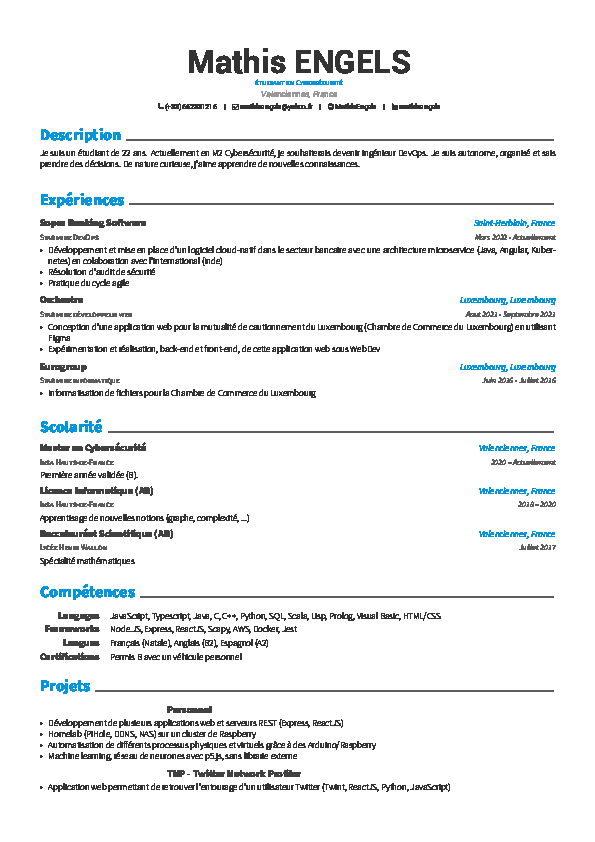 Mathis ENGELS
Étudiant en Cybersécurité
Valenciennes, France
MathisEngels
Description
Je suis un étudiant de 22 ans. Actuellement en M2 Cybersécurité, je souhaiterais devenir ingénieur DevOps. Je suis autonome, organisé et sais
prendre des décisions. De nature curieuse, j'aime apprendre de nouvelles connaissances.
Expériences
Sopra Banking Software Saint-Herblain, France
Stagiaire DevOps Mars 2022 - Actuellement
• Développement et mise en place d'un logiciel cloud-natif dans le secteur bancaire avec une architecture microservice (Java, Angular, Kuber-
netes) en collaboration avec l'international (Inde)
• Résolution d'audit de sécurité
• Pratique du cycle agile
Orchestra Luxembourg, Luxembourg
Stagiaire développeur web Aout 2021 - Septembre 2021
• Conception d'une application web pour la mutualité de cautionnement du Luxembourg (Chambre de Commerce du Luxembourg) en utilisant
Figma
• Expérimentation et réalisation, back-end et front-end, de cette application web sous WebDev
Eurogroup Luxembourg, Luxembourg
Stagiaire informatique Juin 2016 - Juillet 2016
• Informatisation de fichiers pour la Chambre de Commerce du Luxembourg
Scolarité
Master en Cybersécurité Valenciennes, France
Insa Hauts-de-France 2020 – Actuellement
Première année validée (B).
Licence Informatique (AB) Valenciennes, France
Insa Hauts-de-France 2018 – 2020
Apprentisage de nouvelles notions (graphe, complexité, ...)
Baccalauréat Scientifique (AB) Valenciennes, France
Lycée Henri Wallon Juillet 2017
Spécialité mathématiques
Compétences
Langages JavaScript, Typescript, Java, C, C++, Python, SQL, Scala, Lisp, Prolog, Visual Basic, HTML/CSS
Frameworks Node.JS, Express, ReactJS, Scapy, AWS, Docker, Jest
Langues Français (Natale), Anglais (B2), Espagnol (A2)
Certifications Permis B avec un véhicule personnel
Projets
Personnel
• Développement de plusieurs applications web et serveurs REST (Express, ReactJS)
• Homelab (PiHole, DDNS, NAS) sur un cluster de Raspberry
• Automatisation de différents processus physiques et virtuels grâce à des Arduino/Raspberry
• Machine learning, réseau de neurones avec p5.js, sans librairie externe
TMP - Twitter Network Profiler
• Application web permettant de retrouver l'entourage d'un utilisateur Twitter (Twint, ReactJS, Python, JavaScript)